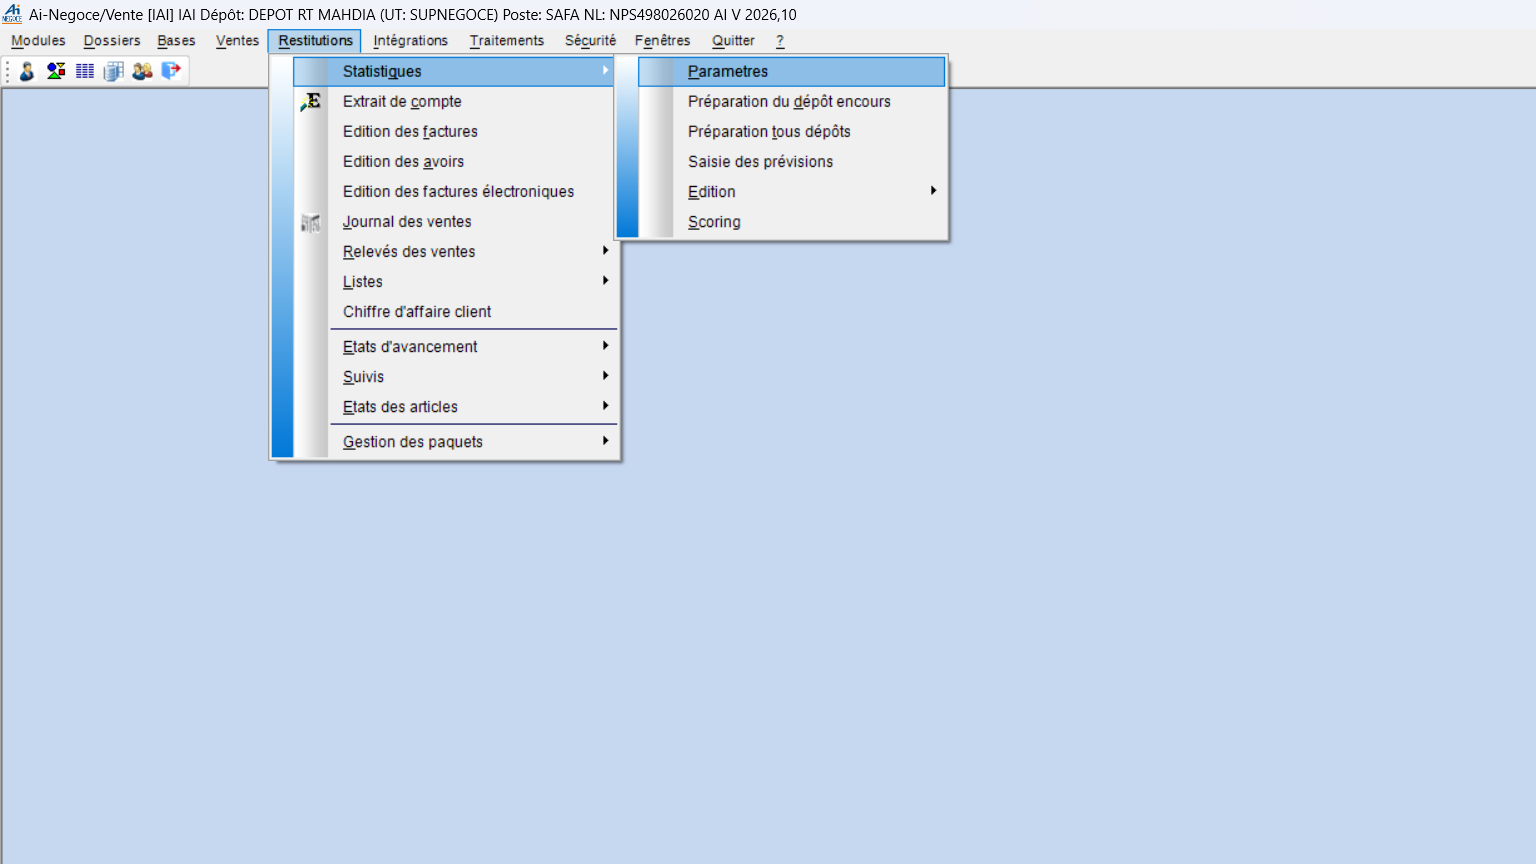 Ai-Negoce/Vente [IAI] IAI Dépôt: DEPOT RT MAHDIA (UT: SUPNEGOCE) Poste: SAFA NL: NPS498026020 AI V 2026,10
Modules Dossiers Bases Ventes Restitutions Intégrations Traitements Sécurité Fenêtres Quitter ?
Statistiques
Extrait de compte
Edition des factures
Edition des avoirs
Edition des factures électroniques
Journal des ventes
Relevés des ventes
Listes
Chiffre d'affaire client
Etats d'avancement
Suivis
Etats des articles
Gestion des paquets
Parametres
Préparation du dépôt encours
Préparation tous dépôts
Saisie des prévisions
Edition
Scoring